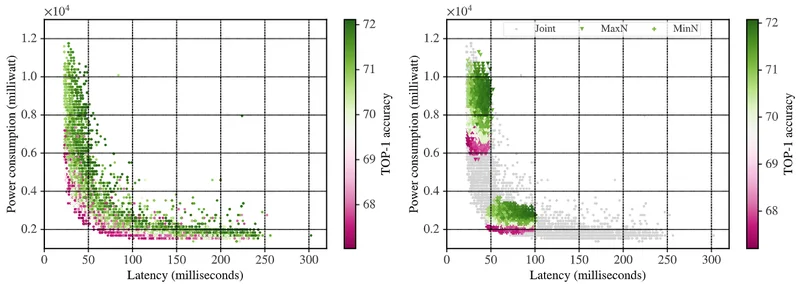 ×10⁴
1.2
1.0
0.8
0.6
0.4
0.2
Power consumption (milliwatt)
0 50 100 150 200 250 300
Latency (milliseconds)
72
71
70
69
68
TOP-1 accuracy
×10⁴
Joint MaxN MinN
1.2
1.0
0.8
0.6
0.4
0.2
Power consumption (milliwatt)
0 50 100 150 200 250 300
Latency (milliseconds)
72
71
70
69
68
TOP-1 accuracy